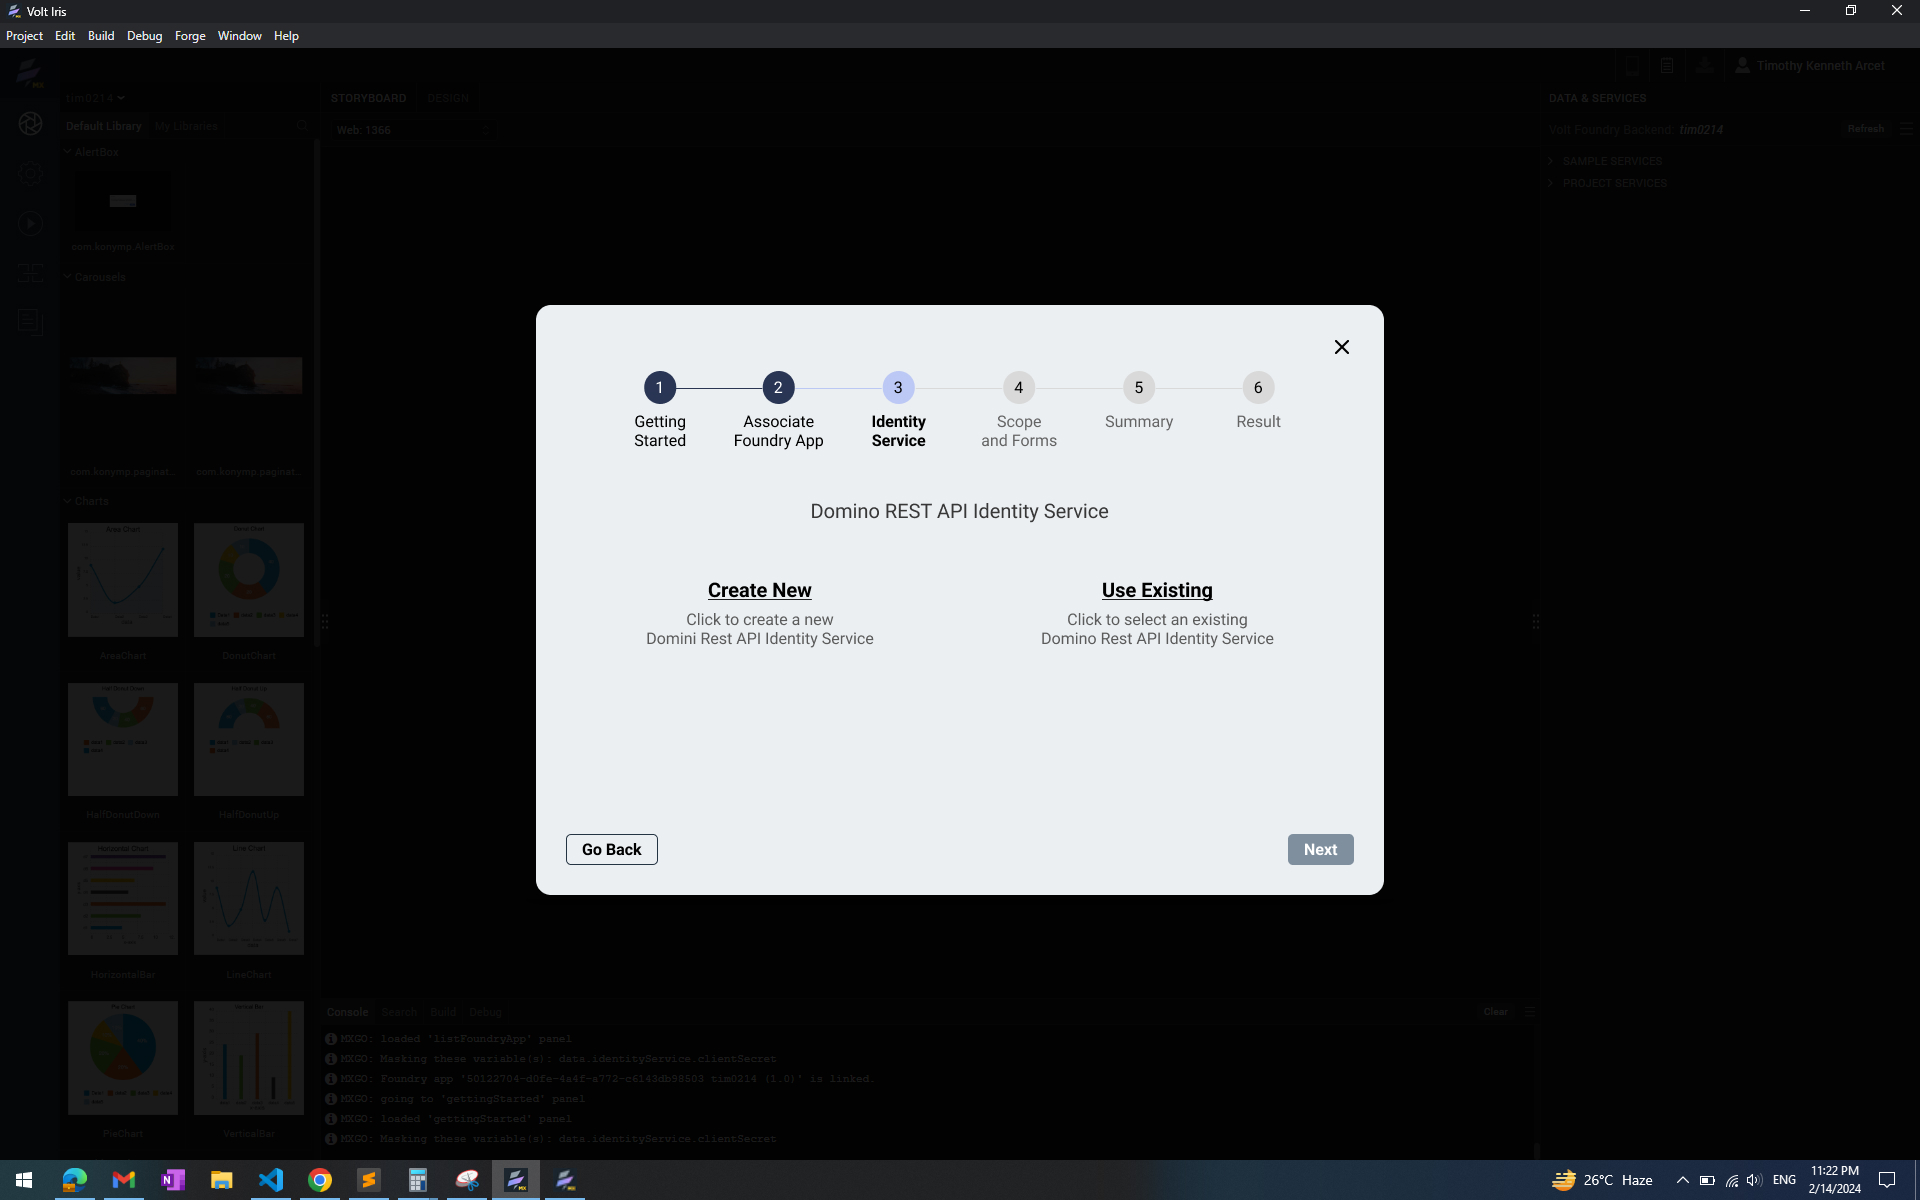 Volt Iris
Project Edit Build Debug Forge Window Help
Timothy Kenneth Arcet
tim0214
STORYBOARD DESIGN
DATA & SERVICES
Default Library My Libraries
Web: 1366
Volt Foundry Backend: tim0214
Refresh
AlertBox
SAMPLE SERVICES
PROJECT SERVICES
com.konymp.AlertBox
Carousels
com.konymp.paginat... com.konymp.paginat...
Charts
Area Chart
AreaChart DonutChart
HalfDonutDown HalfDonutUp
Horizontal Chart Line Chart
HorizontalBar LineChart
PieChart VerticalBar
1 2 3 4 5 6
Getting Started
Associate Foundry App
Identity Service
Scope and Forms
Summary
Result
Domino REST API Identity Service
Create New
Click to create a new
Domini Rest API Identity Service
Use Existing
Click to select an existing
Domino Rest API Identity Service
Go Back
Next
Console Search Build Debug
Clear
MXGO: loaded 'listFoundryApp' panel
MXGO: Masking these variable(s): data.identityService.clientSecret
MXGO: Foundry app '50122704-d0fe-4a4f-a772-c6143db98503 tim0214 (1.0)' is linked.
MXGO: going to 'gettingStarted' panel
MXGO: loaded 'gettingStarted' panel
MXGO: Masking these variable(s): data.identityService.clientSecret
26°C Haze
ENG
11:22 PM
2/14/2024